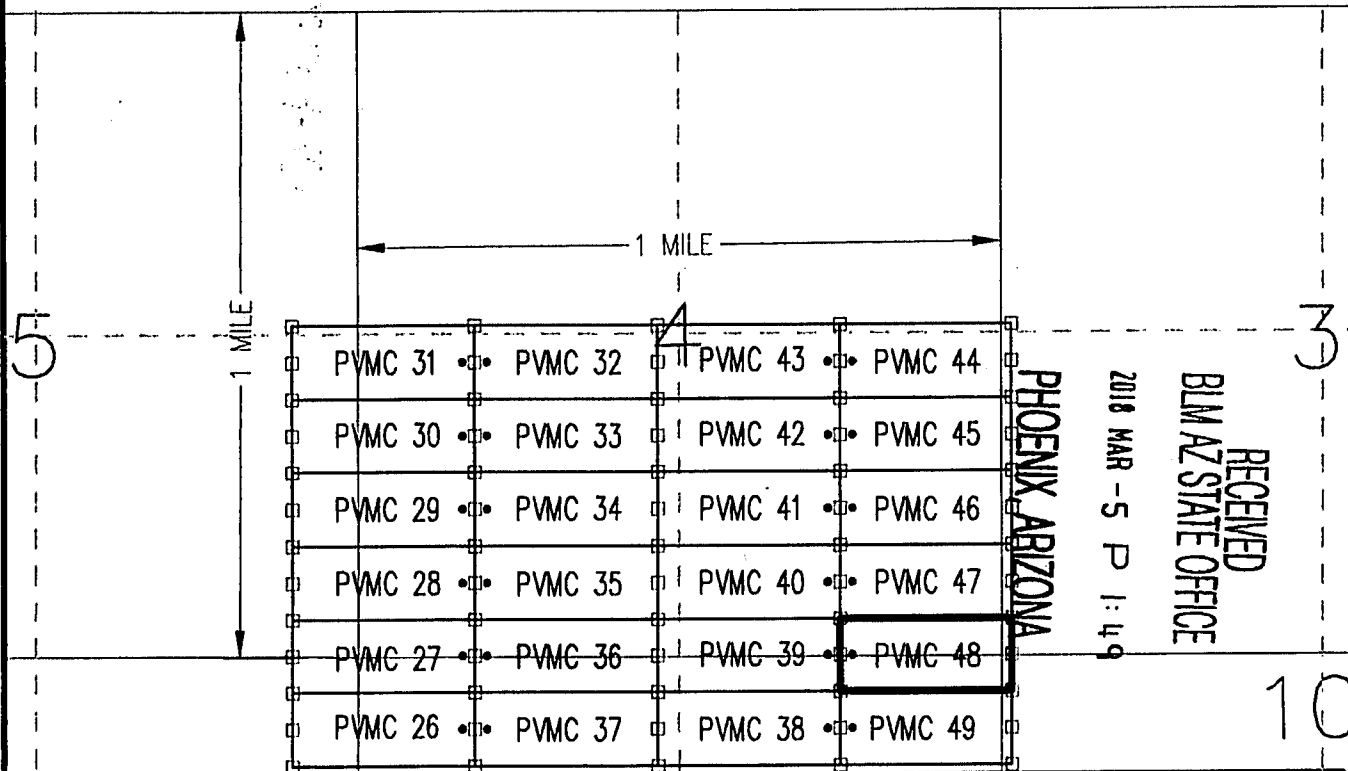 1 MILE
1 MILE
5
4
3
PVMC 31 PVMC 32 PVMC 43 PVMC 44
PVMC 30 PVMC 33 PVMC 42 PVMC 45
PVMC 29 PVMC 34 PVMC 41 PVMC 46
PVMC 28 PVMC 35 PVMC 40 PVMC 47
PVMC 27 PVMC 36 PVMC 39 PVMC 48
PVMC 26 PVMC 37 PVMC 38 PVMC 49
10
RECEIVED
BLM AZ STATE OFFICE
2018 MAR -5 P 1:49
PHOENIX, ARIZONA